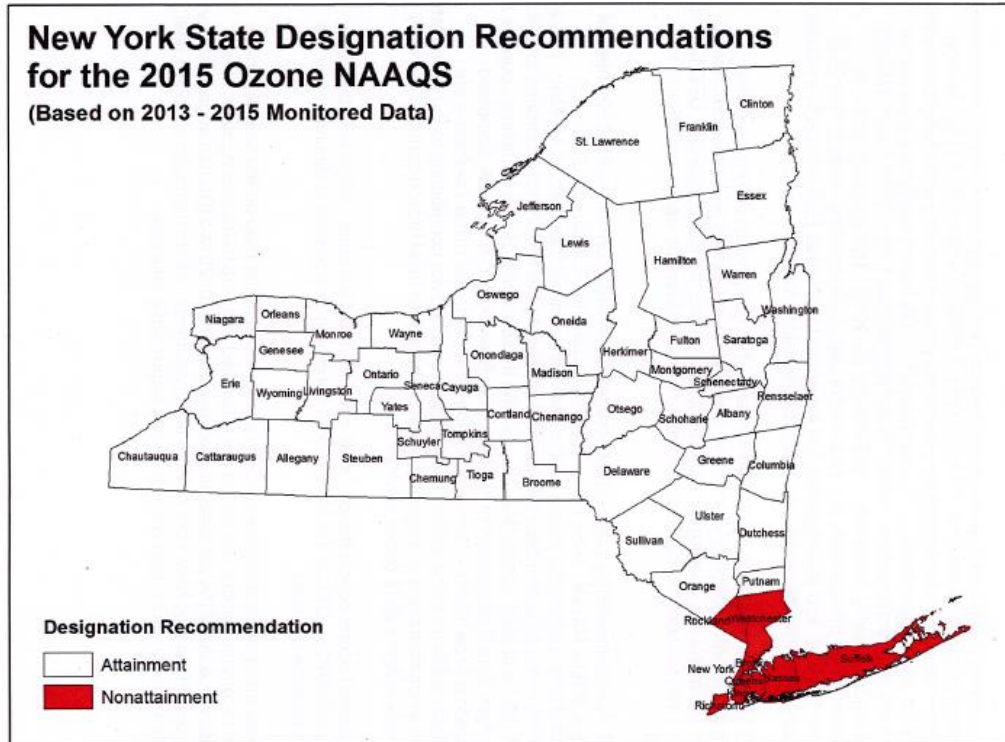 New York State Designation Recommendations
for the 2015 Ozone NAAQS
(Based on 2013 - 2015 Monitored Data)
Clinton
Franklin
St. Lawrence
Essex
Jefferson
Lewis
Hamilton
Warren
Oswego
Washington
Orleans
Niagara
Oneida
Monroe
Wayne
Fulton
Saratoga
Herkimer
Genesee
Onondaga
Montgomery
Madison
Ontario
Schenectady
Erie
Seneca
Cayuga
Wyoming
Livingston
Rensselaer
Yates
Otsego
Albany
Cortland
Chenango
Schoharie
Tompkins
Schuyler
Chautauqua
Cattaraugus
Allegany
Steuben
Greene
Columbia
Delaware
Chemung
Tioga
Broome
Ulster
Dutchess
Sullivan
Putnam
Orange
Rockland
Westchester
Designation Recommendation
Attainment
Nonattainment
Suffolk
New York
Bronx
Queens
Nassau
Kings
Richmond